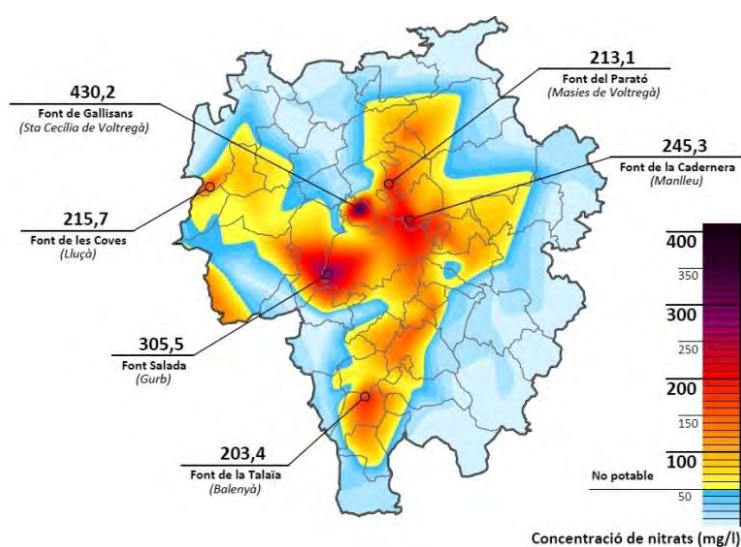 430,2
Font de Gallisans
(Sta Cecília de Voltregà)
213,1
Font del Parató
(Masies de Voltregà)
245,3
Font de la Cadernera
(Manlleu)
215,7
Font de les Coves
(Lluçà)
305,5
Font Salada
(Gurb)
203,4
Font de la Talaïa
(Balenyà)
400
350
300
250
200
150
100
No potable
50
Concentració de nitrats (mg/l)